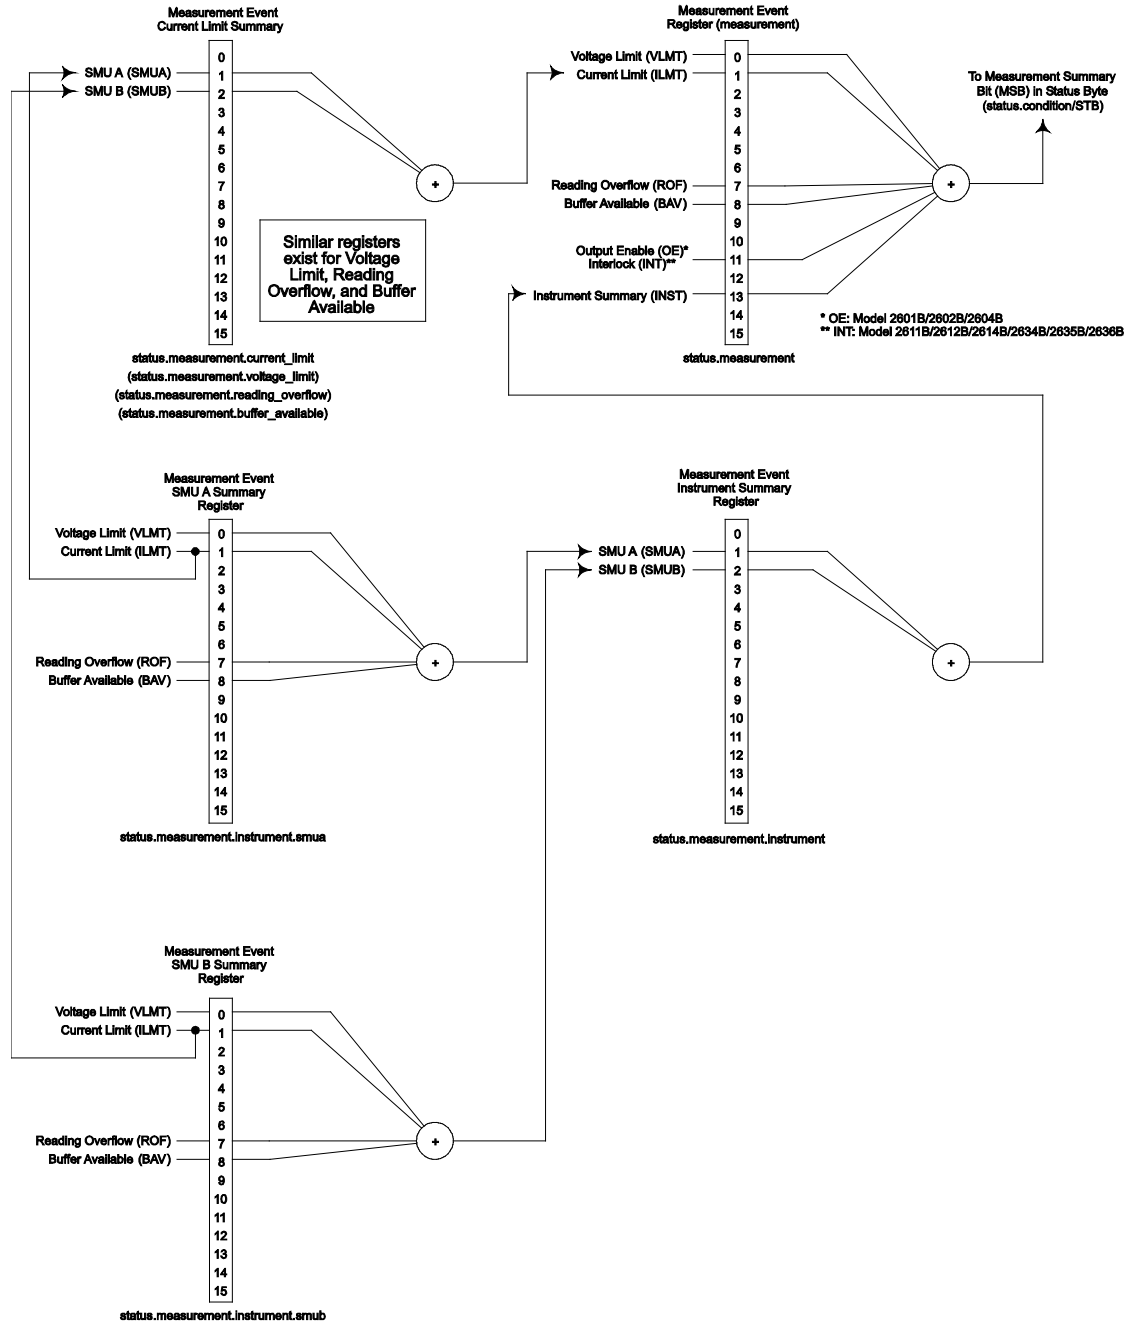 Measurement Event
Current Limit Summary
SMU A (SMUA)
SMU B (SMUB)
0
1
2
3
4
5
6
7
8
9
10
11
12
13
14
15
+
Similar registers
exist for Voltage
Limit, Reading
Overflow, and Buffer
Available
status.measurement.current_limit
(status.measurement.voltage_limit)
(status.measurement.reading_overflow)
(status.measurement.buffer_available)
Measurement Event
Register (measurement)
Voltage Limit (VLMT)
Current Limit (ILMT)
Reading Overflow (ROF)
Buffer Available (BAV)
Output Enable (OE)*
Interlock (INT)**
Instrument Summary (INST)
0
1
2
3
4
5
6
7
8
9
10
11
12
13
14
15
+
To Measurement Summary
Bit (MSB) in Status Byte
(status.condition/STB)
* OE: Model 2601B/2602B/2604B
** INT: Model 2611B/2612B/2614B/2634B/2635B/2636B
status.measurement
Measurement Event
SMU A Summary
Register
Voltage Limit (VLMT)
Current Limit (ILMT)
Reading Overflow (ROF)
Buffer Available (BAV)
0
1
2
3
4
5
6
7
8
9
10
11
12
13
14
15
+
status.measurement.instrument.smua
Measurement Event
Instrument Summary
Register
SMU A (SMUA)
SMU B (SMUB)
0
1
2
3
4
5
6
7
8
9
10
11
12
13
14
15
+
status.measurement.instrument
Measurement Event
SMU B Summary
Register
Voltage Limit (VLMT)
Current Limit (ILMT)
Reading Overflow (ROF)
Buffer Available (BAV)
0
1
2
3
4
5
6
7
8
9
10
11
12
13
14
15
+
status.measurement.instrument.smub